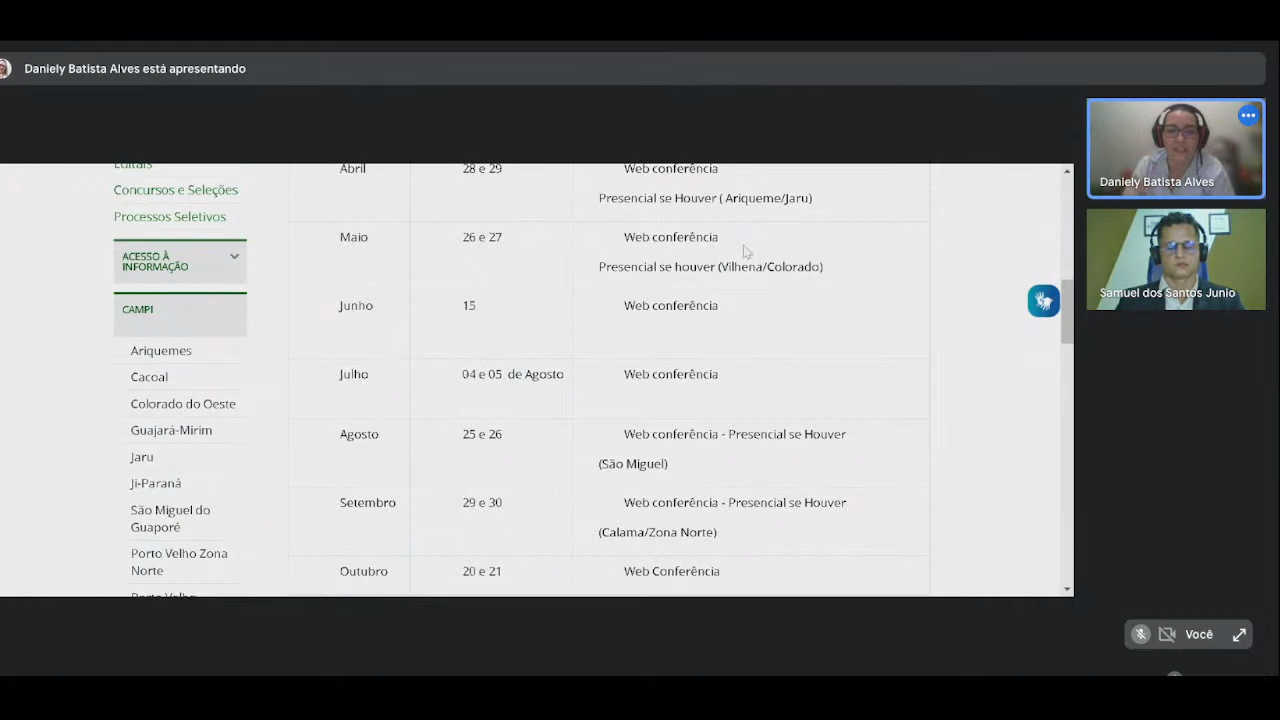 Daniely Batista Alves está apresentando
Editais
Concursos e Seleções
Processos Seletivos
ACESSO À
INFORMAÇÃO
CAMPI
Ariquemes
Cacoal
Colorado do Oeste
Guajará-Mirim
Jaru
Ji-Paraná
São Miguel do
Guaporé
Porto Velho Zona
Norte
Porto Velho
Abril 28 e 29 Web conferência
Presencial se Houver ( Ariqueme/Jaru)
Maio 26 e 27 Web conferência
Presencial se houver (Vilhena/Colorado)
Junho 15 Web conferência
Julho 04 e 05 de Agosto Web conferência
Agosto 25 e 26 Web conferência - Presencial se Houver
(São Miguel)
Setembro 29 e 30 Web conferência - Presencial se Houver
(Calama/Zona Norte)
Outubro 20 e 21 Web Conferência
Daniely Batista Alves
Samuel dos Santos Junio
Você